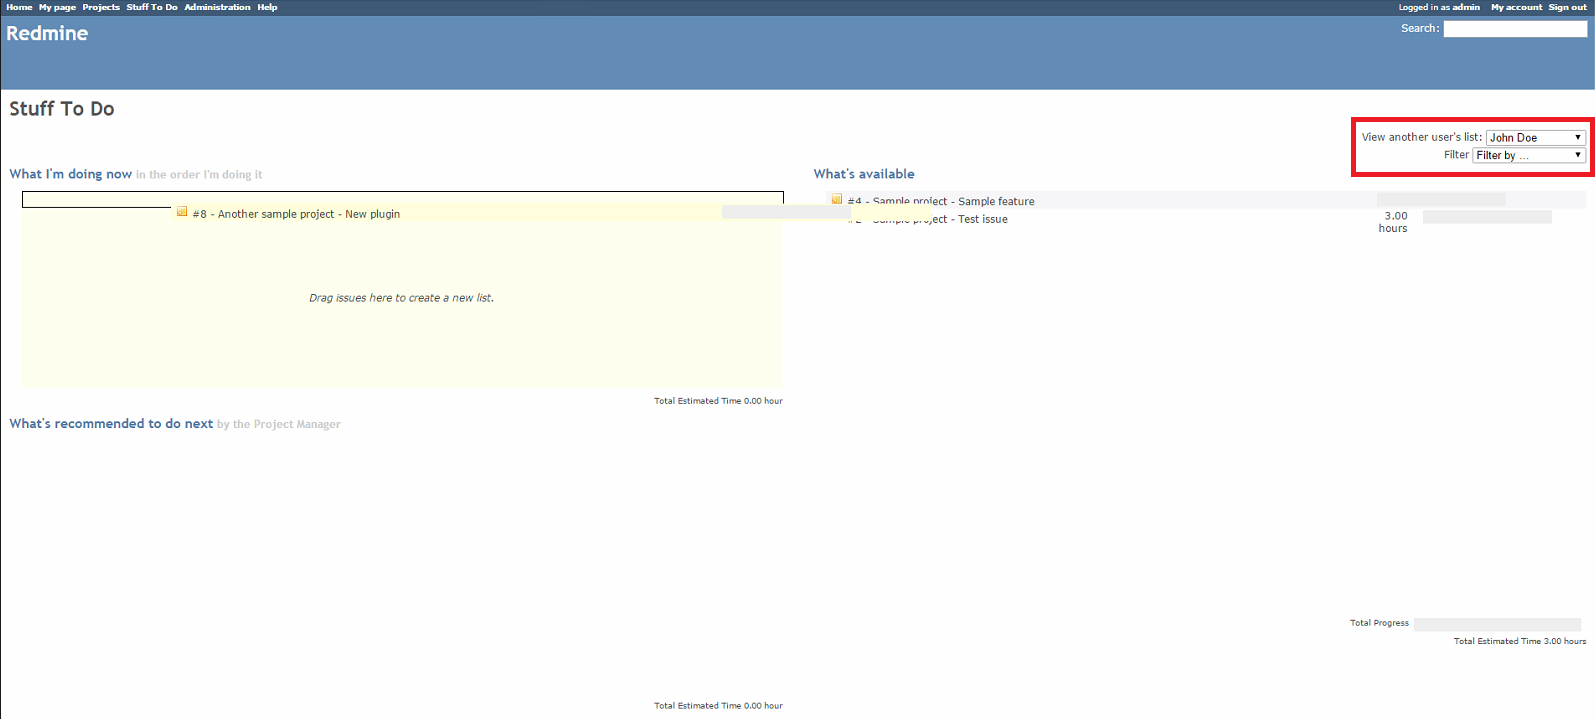 Home My page Projects Stuff To Do Administration Help
Logged in as admin My account Sign out
Redmine
Search:
Stuff To Do
View another user's list: John Doe
Filter Filter by ...
What I'm doing now in the order I'm doing it
#8 - Another sample project - New plugin
Drag issues here to create a new list.
Total Estimated Time 0.00 hour
What's recommended to do next by the Project Manager
Total Estimated Time 0.00 hour
What's available
#4 - Sample project - Sample feature
Sample project - Test issue
3.00
hours
Total Progress
Total Estimated Time 3.00 hours